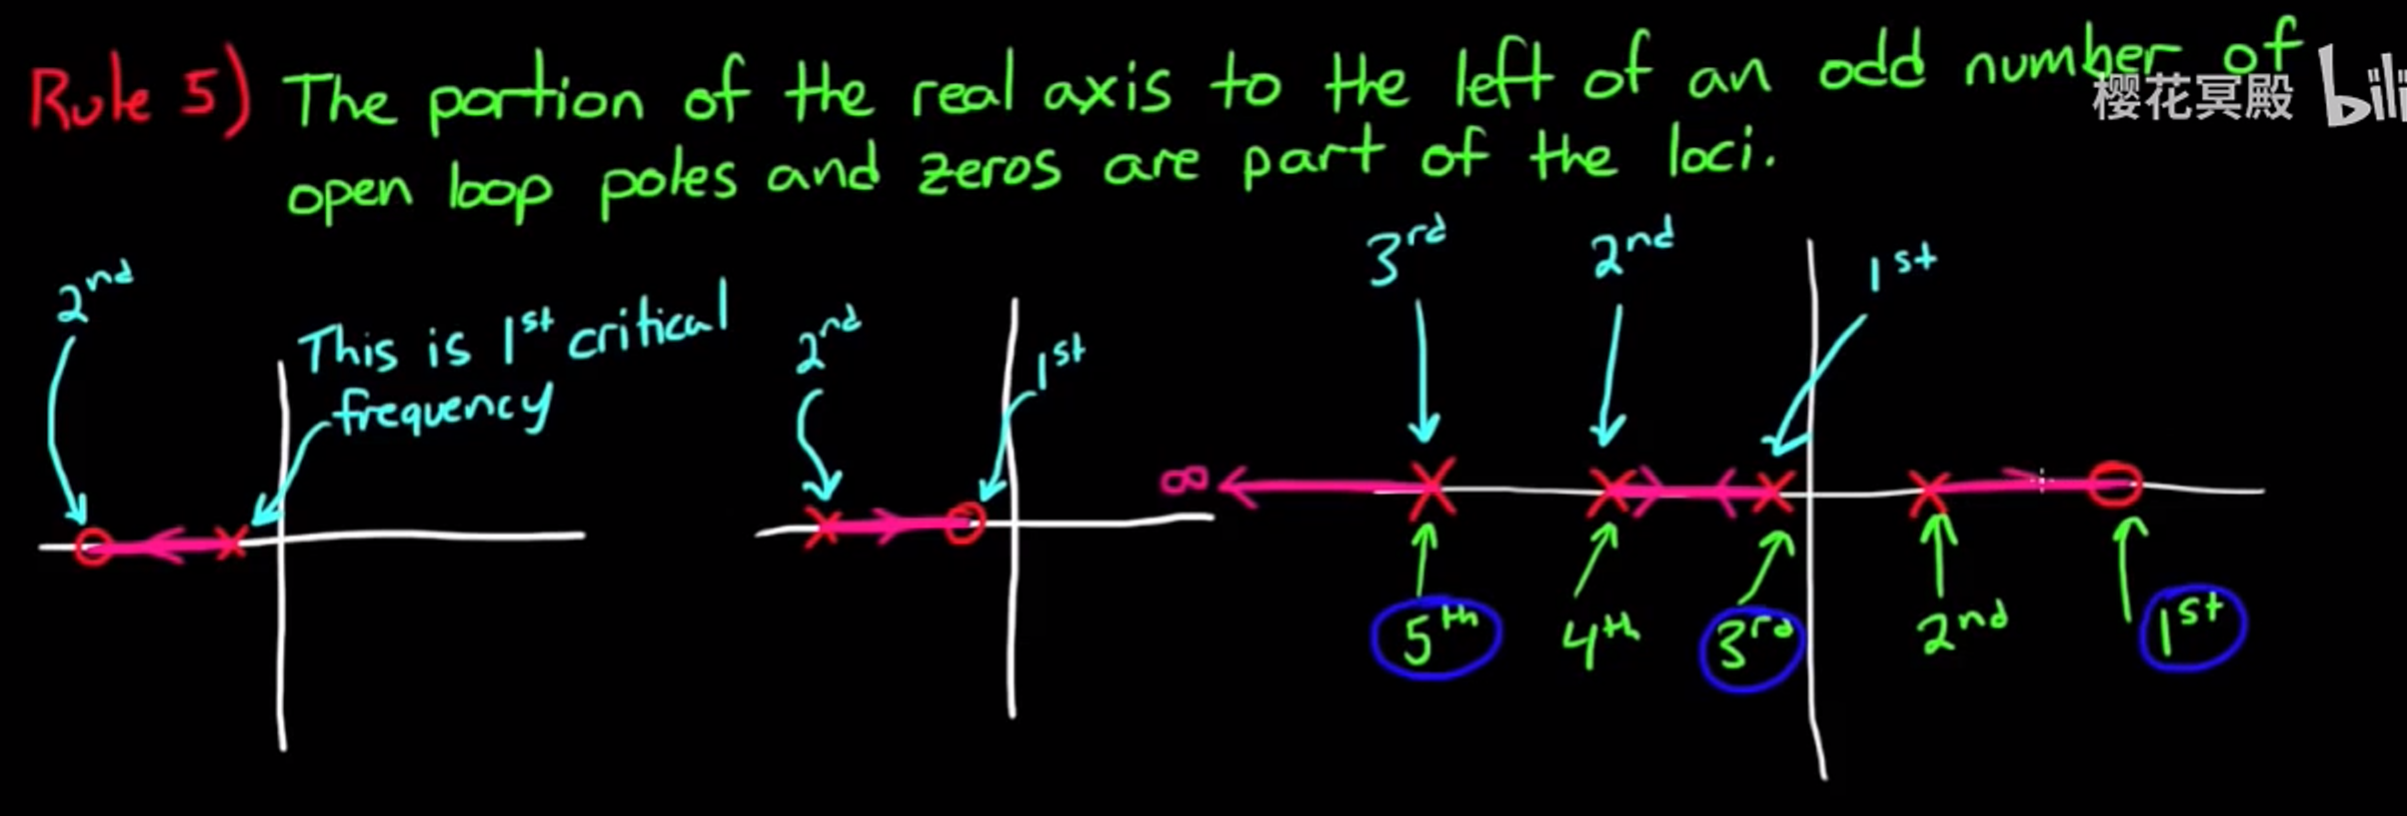 Rule 5) The portion of the real axis to the left of an odd number of
open loop poles and zeros are part of the loci.
樱花冥殿 bili
2nd
This is 1st critical
frequency
2nd
1st
3rd
2nd
1st
∞
5th
4th
3rd
2nd
1st